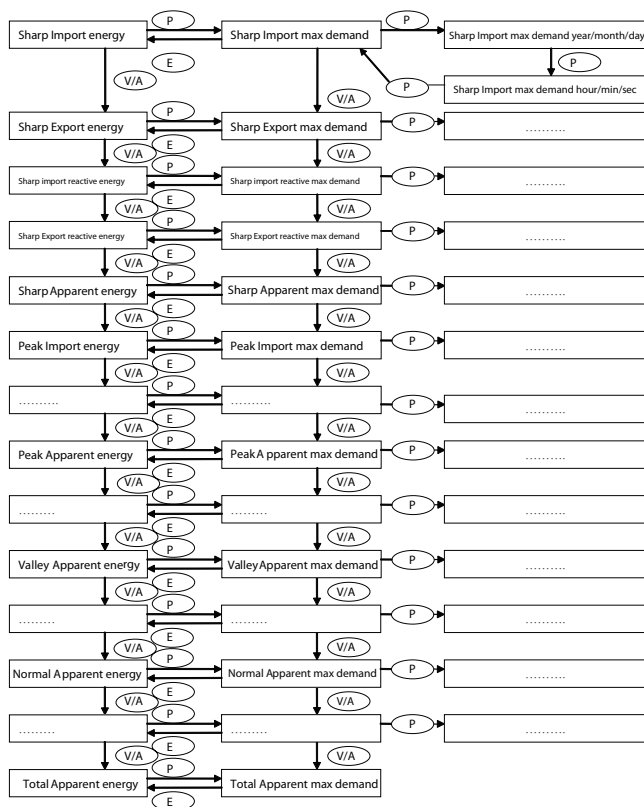 P
P
Sharp Import energy
Sharp Import max demand
Sharp Import max demand year/month/day
E
P
V/A
P
Sharp Import max demand hour/min/sec
V/A
P
Sharp Export energy
Sharp Export max demand
P
..........
V/A
E
V/A
P
Sharp import reactive energy
Sharp import reactive max demand
P
..........
V/A
E
V/A
P
Sharp Export reactive energy
Sharp Export reactive max demand
P
..........
V/A
E
V/A
P
Sharp Apparent energy
Sharp Apparent max demand
P
..........
V/A
E
V/A
P
Peak Import energy
Peak Import max demand
P
..........
V/A
E
V/A
P
..........
..........
P
..........
V/A
E
V/A
P
Peak Apparent energy
Peak A pparent max demand
P
..........
V/A
E
V/A
P
.........
.........
P
..........
V/A
E
V/A
P
Valley Apparent energy
Valley Apparent max demand
P
..........
V/A
E
V/A
P
.........
.........
P
..........
V/A
E
V/A
P
Normal Apparent energy
Normal Apparent max demand
P
..........
V/A
E
V/A
P
.........
.........
P
..........
V/A
E
V/A
P
Total Apparent energy
Total Apparent max demand
E